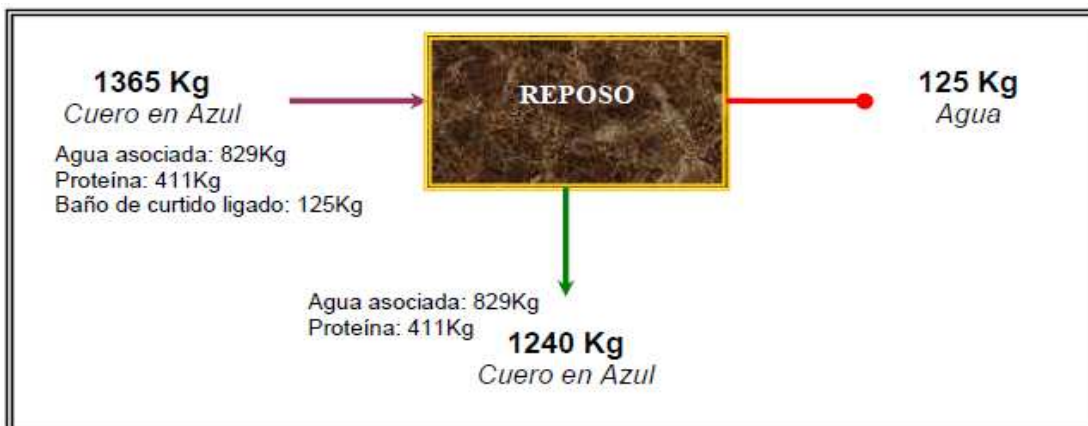 1365 Kg
Cuero en Azul
Agua asociada: 829Kg
Proteína: 411Kg
Baño de curtido ligado: 125Kg
REPOSO
125 Kg
Agua
Agua asociada: 829Kg
Proteína: 411Kg
1240 Kg
Cuero en Azul